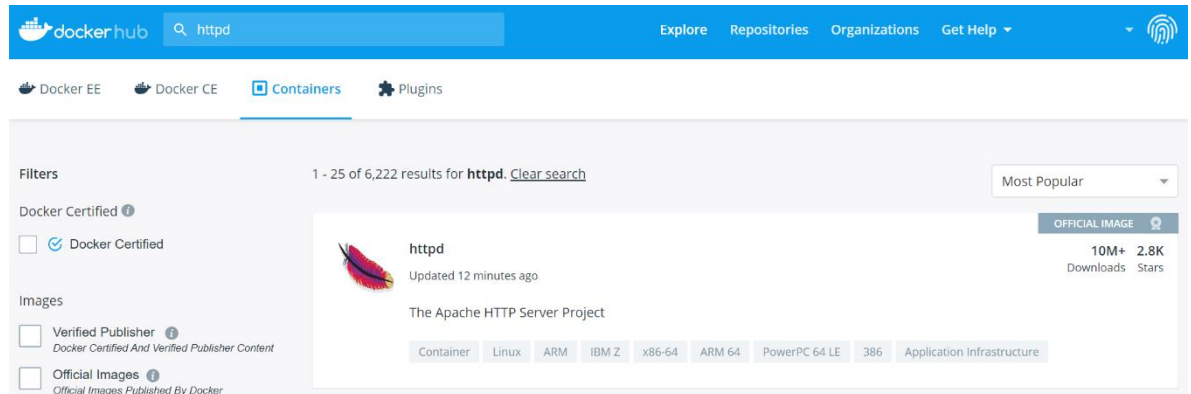 dockerhub httpd Explore Repositories Organizations Get Help
Docker EE Docker CE Containers Plugins
Filters
1 - 25 of 6,222 results for httpd. Clear search
Most Popular
Docker Certified
Docker Certified
Images
Verified Publisher
Docker Certified And Verified Publisher Content
Official Images
Official Images Published By Docker
OFFICIAL IMAGE
httpd
10M+ 2.8K
Updated 12 minutes ago
Downloads Stars
The Apache HTTP Server Project
Container Linux ARM IBM Z x86-64 ARM 64 PowerPC 64 LE 386 Application Infrastructure